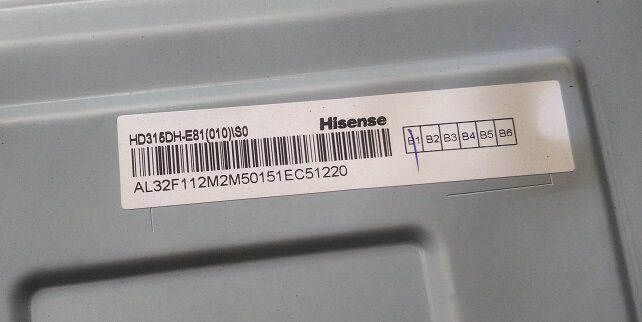 HD315DH-E81(010)\S0
Hisense
B1 B2 B3 B4 B5 B6
AL32F112M2M50151EC51220